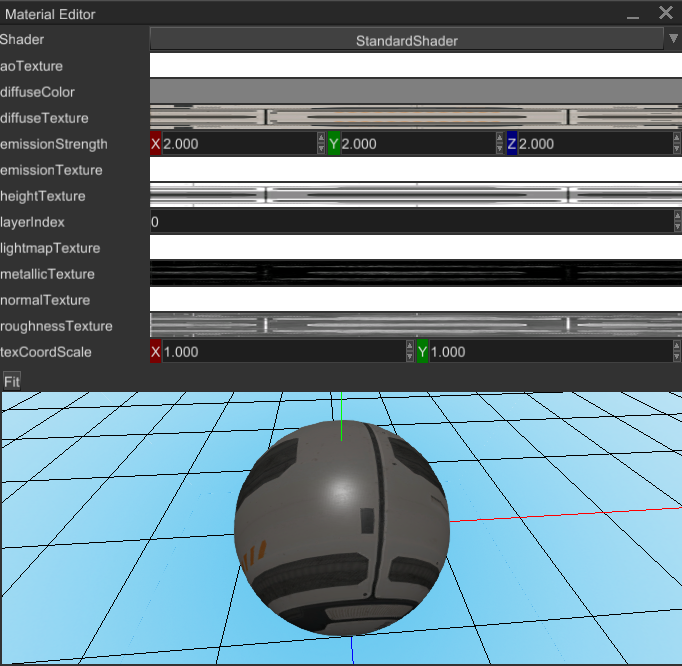 Material Editor
Shader StandardShader
aoTexture
diffuseColor
diffuseTexture
emissionStrength X 2.000 Y 2.000 Z 2.000
emissionTexture
heightTexture
layerIndex 0
lightmapTexture
metallicTexture
normalTexture
roughnessTexture
texCoordScale X 1.000 Y 1.000
Fit